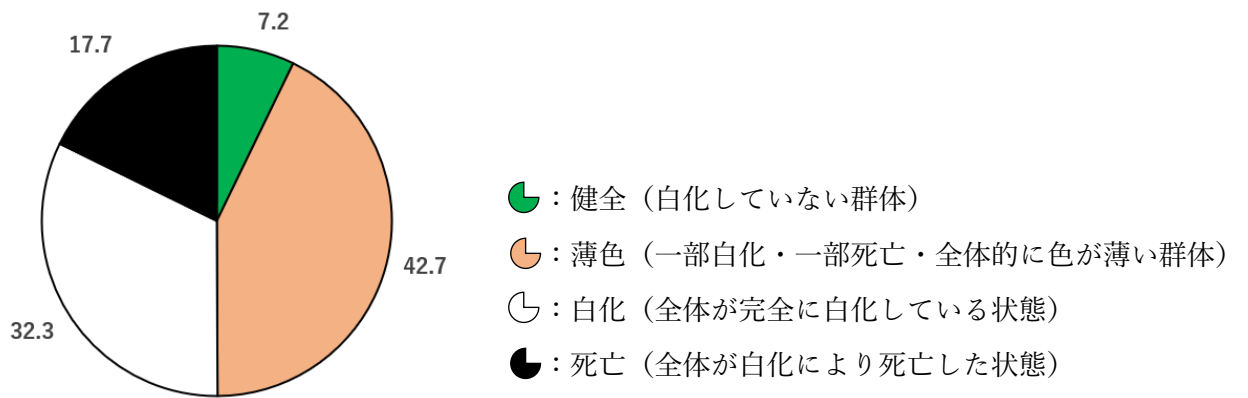 7.2
17.7
42.7
32.3
：健全（白化していない群体）
：薄色（一部白化・一部死亡・全体的に色が薄い群体）
：白化（全体が完全に白化している状態）
：死亡（全体が白化により死亡した状態）